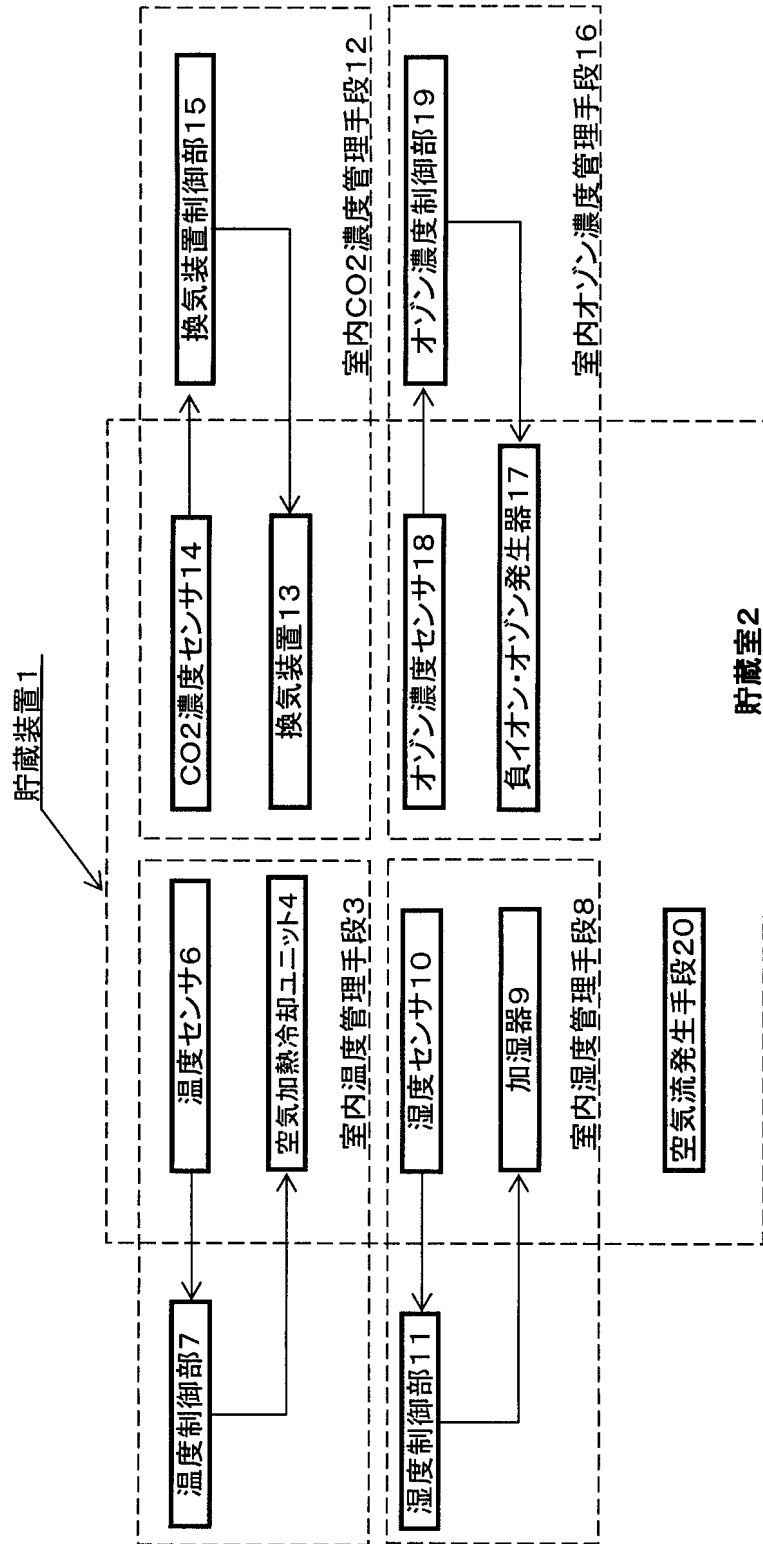 貯蔵装置1
温度制御部7
温度センサ6
空気加熱冷却ユニット4
室内温度管理手段3
CO2濃度センサ14
換気装置制御部15
換気装置13
室内CO2濃度管理手段12
湿度制御部11
湿度センサ10
加湿器9
室内湿度管理手段8
オゾン濃度センサ18
オゾン濃度制御部19
負イオン・オゾン発生器17
室内オゾン濃度管理手段16
空気流発生手段20
貯蔵室2